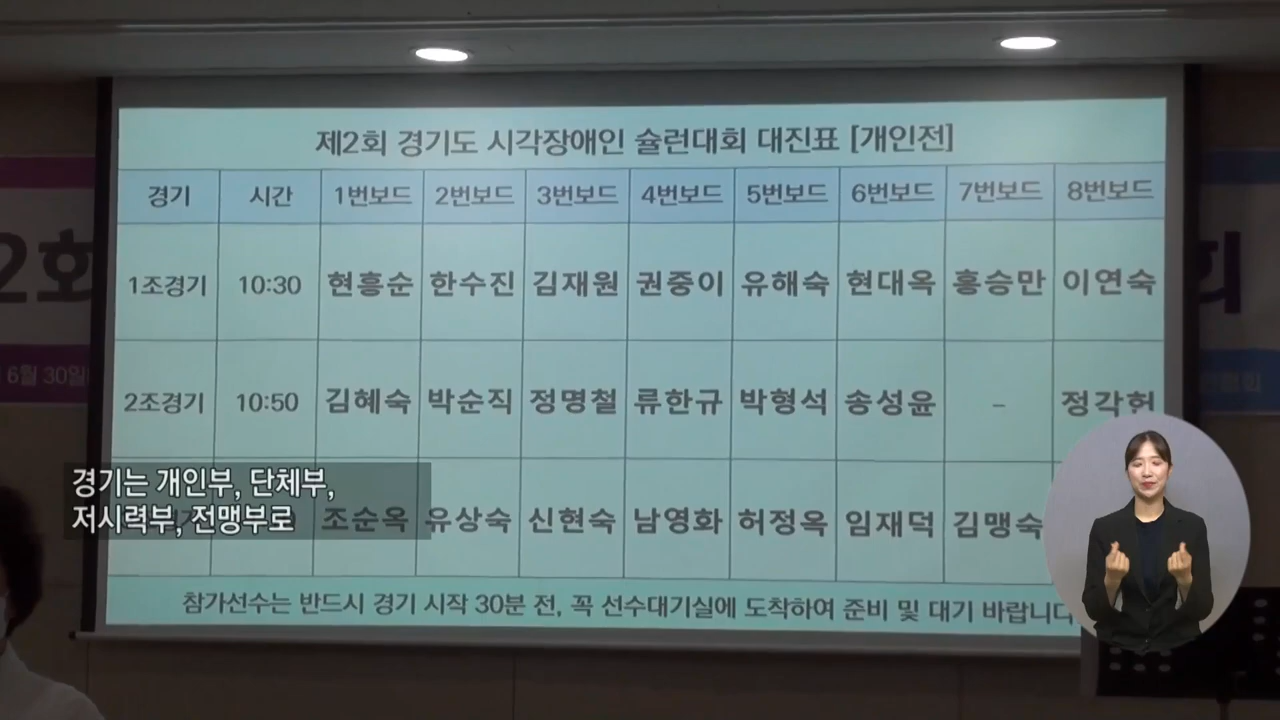 제2회 경기도 시각장애인 슐런대회 대진표 [개인전]
경기 시간 1번보드 2번보드 3번보드 4번보드 5번보드 6번보드 7번보드 8번보드
1조경기 10:30 현흥순 한수진 김재원 권중이 유해숙 현대옥 홍승만 이연숙
2조경기 10:50 김혜숙 박순직 정명철 류한규 박형석 송성윤 - 정각헌
조순옥 유상숙 신현숙 남영화 허정옥 임재덕 김맹숙
참가선수는 반드시 경기 시작 30분 전, 꼭 선수대기실에 도착하여 준비 및 대기 바랍니다
2회
6월 30일
회
경기는 개인부, 단체부,
저시력부, 전맹부로